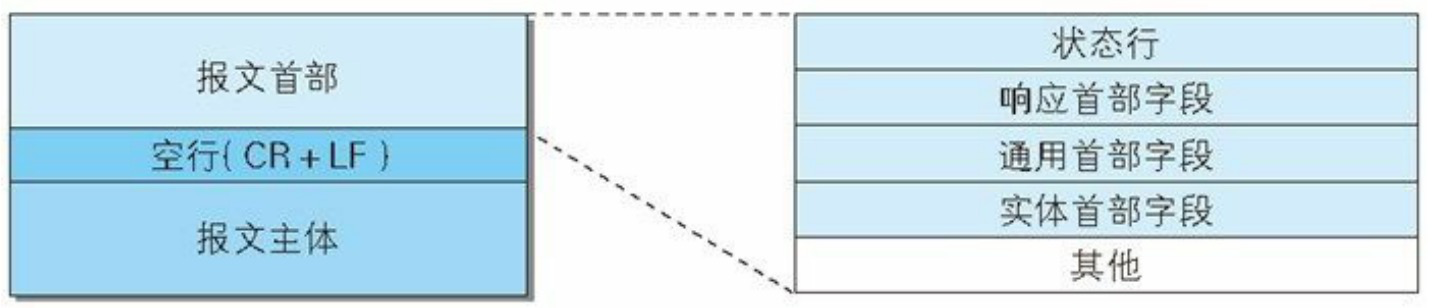 报文首部
空行( CR + LF )
报文主体
状态行
响应首部字段
通用首部字段
实体首部字段
其他